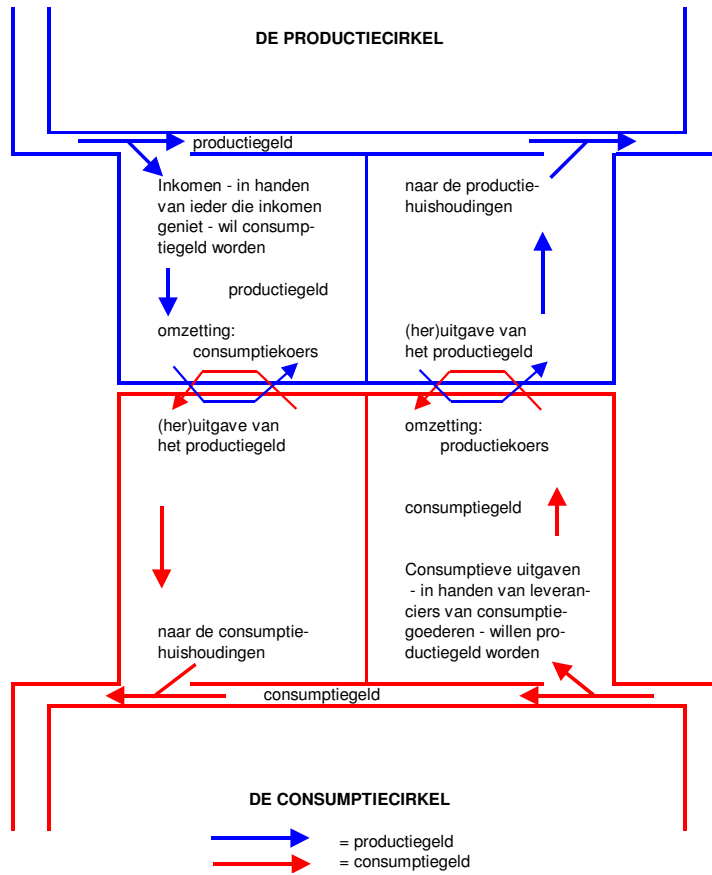 DE PRODUCTIECIRKEL
productiegeld
Inkomen - in handen
van ieder die inkomen
geniet - wil consump-
tiegeld worden
naar de productie-
huishoudingen
productiegeld
omzetting:
consumptiekoers
(her)uitgave van
het productiegeld
(her)uitgave van
het productiegeld
omzetting:
productiekoers
consumptiegeld
Consumptieve uitgaven
- in handen van leveran-
ciers van consumptie-
goederen - willen pro-
ductiegeld worden
naar de consumptie-
huishoudingen
consumptiegeld
DE CONSUMPTIECIRKEL
= productiegeld
= consumptiegeld